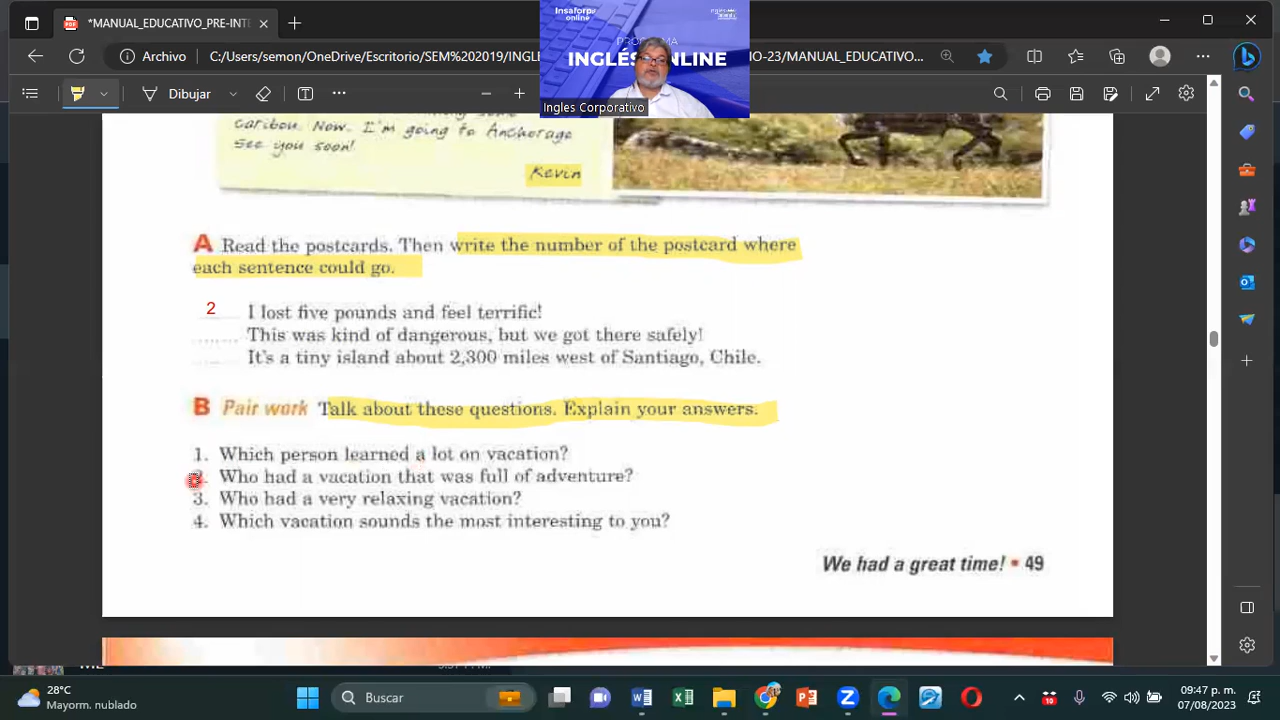 *MANUAL_EDUCATIVO_PRE-INTE
Insaforp
online
PROGRAMA
INGLÉS ONLINE
Ingles Corporativo
Archivo
C:/Users/semon/OneDrive/Escritorio/SEM%202019/INGLE
IO-23/MANUAL_EDUCATIVO...
Dibujar
caribou. Now. I'm going to Anchorage
see you soon!
Kevin
A Read the postcards. Then write the number of the postcard where
each sentence could go.
2 I lost five pounds and feel terrific!
....... This was kind of dangerous, but we got there safely!
It's a tiny island about 2,300 miles west of Santiago, Chile.
B Pair work Talk about these questions. Explain your answers.
1. Which person learned a lot on vacation?
Who had a vacation that was full of adventure?
3. Who had a very relaxing vacation?
4. Which vacation sounds the most interesting to you?
We had a great time! ▪ 49
28°C
Mayorm. nublado
Buscar
10
09:47 p. m.
07/08/2023